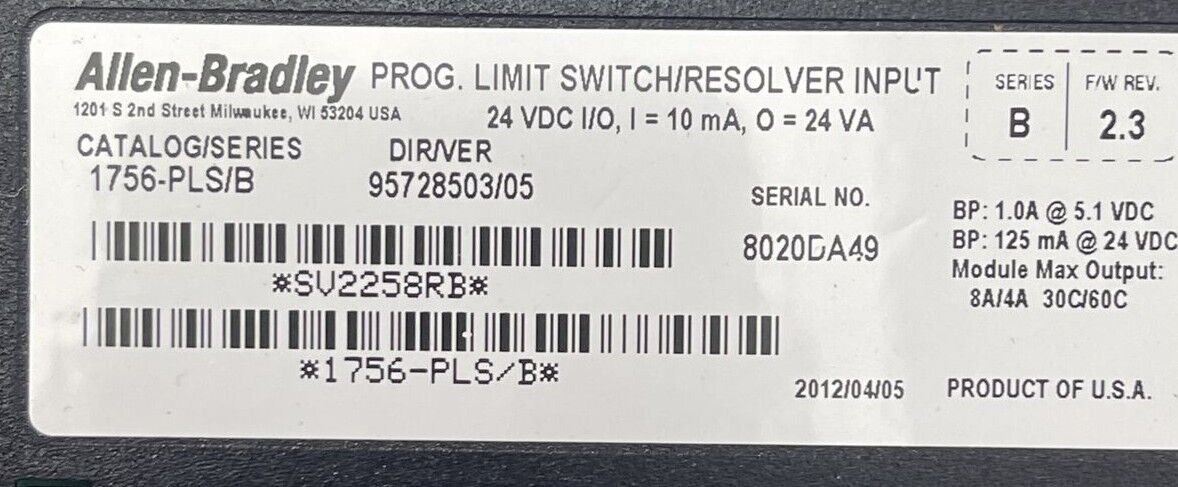 Allen-Bradley PROG. LIMIT SWITCH/RESOLVER INPUT
1201 S 2nd Street Milwaukee, WI 53204 USA
24 VDC I/O, I = 10 mA, O = 24 VA
SERIES F/W REV.
B 2.3
CATALOG/SERIES DIR/VER
1756-PLS/B 95728503/05
SERIAL NO.
8020DA49
BP: 1.0A @ 5.1 VDC
BP: 125 mA @ 24 VDC
Module Max Output:
8A/4A 30C/60C
*SV2258RB*
*1756-PLS/B*
2012/04/05 PRODUCT OF U.S.A.